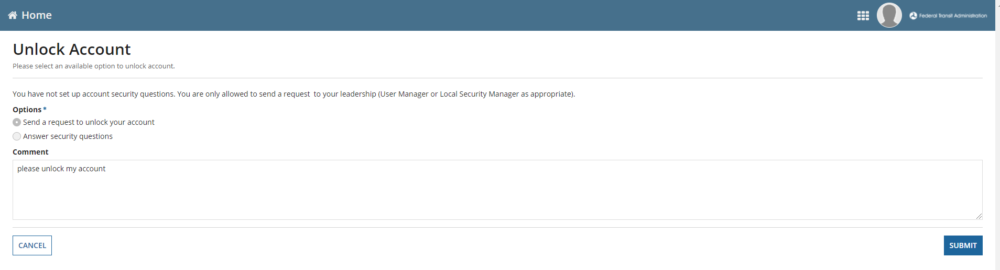 Home
Federal Transit Administration
Unlock Account
Please select an available option to unlock account.
You have not set up account security questions. You are only allowed to send a request  to your leadership (User Manager or Local Security Manager as appropriate).
Options *
Send a request to unlock your account
Answer security questions
Comment
please unlock my account
CANCEL
SUBMIT